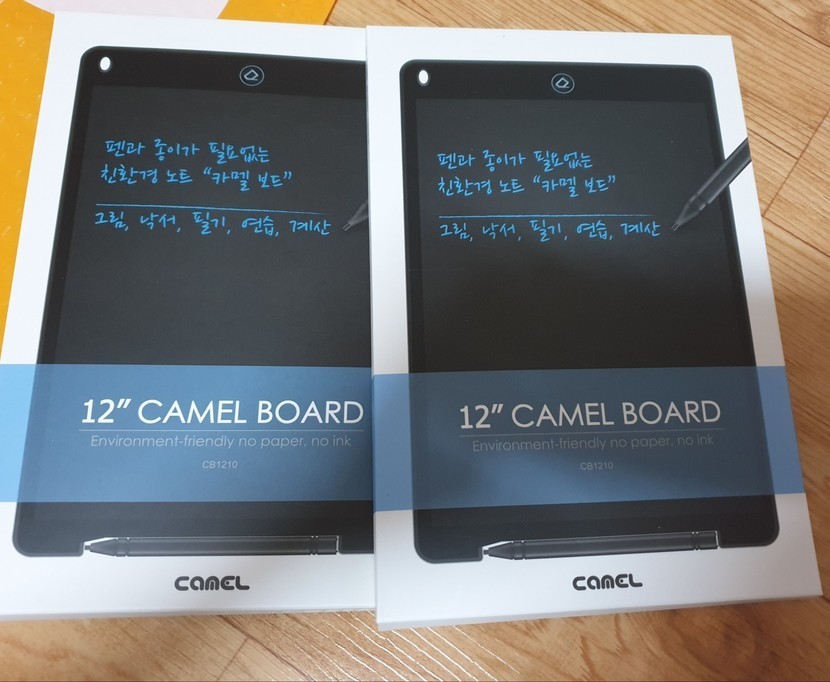 펜과 종이가 필요없는
친환경 노트 "카멜 보드"
그림, 낙서, 필기, 연습, 계산
12" CAMEL BOARD
Environment-friendly no paper, no ink
CB1210
CAMEL
펜과 종이가 필요없는
친환경 노트 "카멜 보드"
그림, 낙서, 필기, 연습, 계산
12" CAMEL BOARD
Environment-friendly no paper, no ink
CB1210
CAMEL